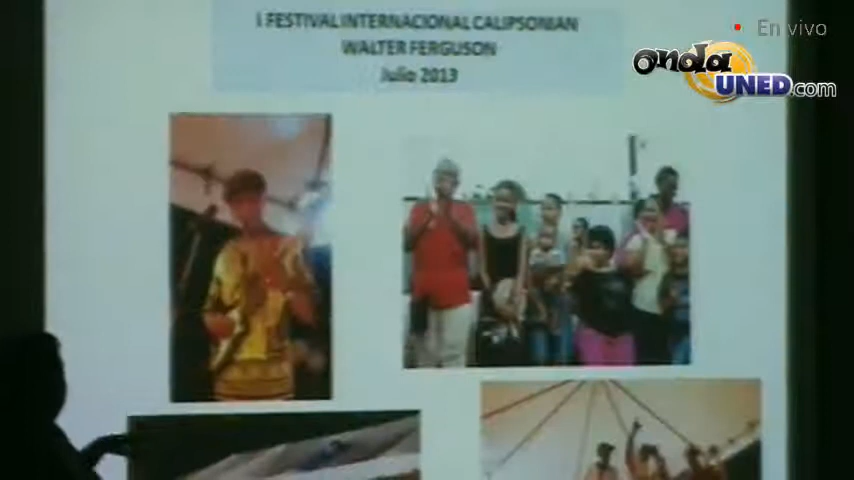 I FESTIVAL INTERNACIONAL CALIPSONIAN
WALTER FERGUSON
Julio 2013
En vivo
onda
UNED.com